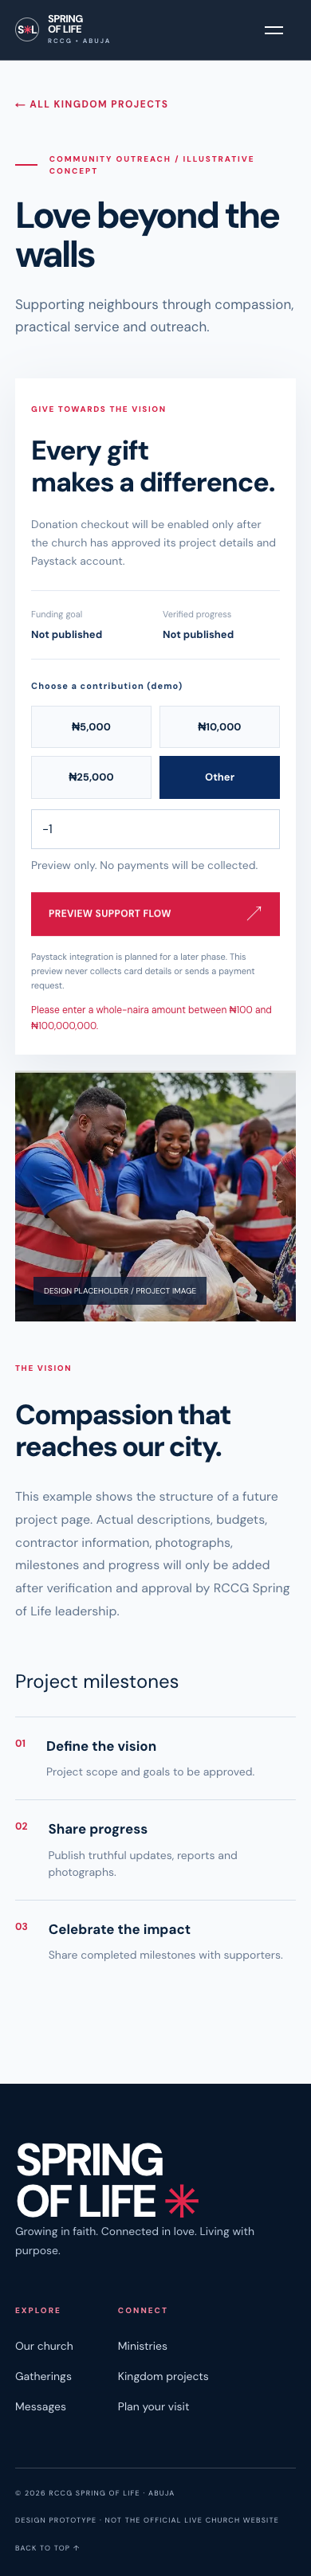 S✳L
SPRING
OF LIFE
RCCG • ABUJA
← ALL KINGDOM PROJECTS
COMMUNITY OUTREACH / ILLUSTRATIVE
CONCEPT
Love beyond the
walls
Supporting neighbours through compassion,
practical service and outreach.
GIVE TOWARDS THE VISION
Every gift
makes a difference.
Donation checkout will be enabled only after
the church has approved its project details and
Paystack account.
Funding goal
Not published
Verified progress
Not published
Choose a contribution (demo)
₦5,000
₦10,000
₦25,000
Other
-1
Preview only. No payments will be collected.
PREVIEW SUPPORT FLOW
Paystack integration is planned for a later phase. This
preview never collects card details or sends a payment
request.
Please enter a whole-naira amount between ₦100 and
₦100,000,000.
DESIGN PLACEHOLDER / PROJECT IMAGE
THE VISION
Compassion that
reaches our city.
This example shows the structure of a future
project page. Actual descriptions, budgets,
contractor information, photographs,
milestones and progress will only be added
after verification and approval by RCCG Spring
of Life leadership.
Project milestones
01 Define the vision
Project scope and goals to be approved.
02 Share progress
Publish truthful updates, reports and
photographs.
03 Celebrate the impact
Share completed milestones with supporters.
SPRING
OF LIFE ✳
Growing in faith. Connected in love. Living with
purpose.
EXPLORE
Our church
Gatherings
Messages
CONNECT
Ministries
Kingdom projects
Plan your visit
© 2026 RCCG SPRING OF LIFE · ABUJA
DESIGN PROTOTYPE · NOT THE OFFICIAL LIVE CHURCH WEBSITE
BACK TO TOP ↑